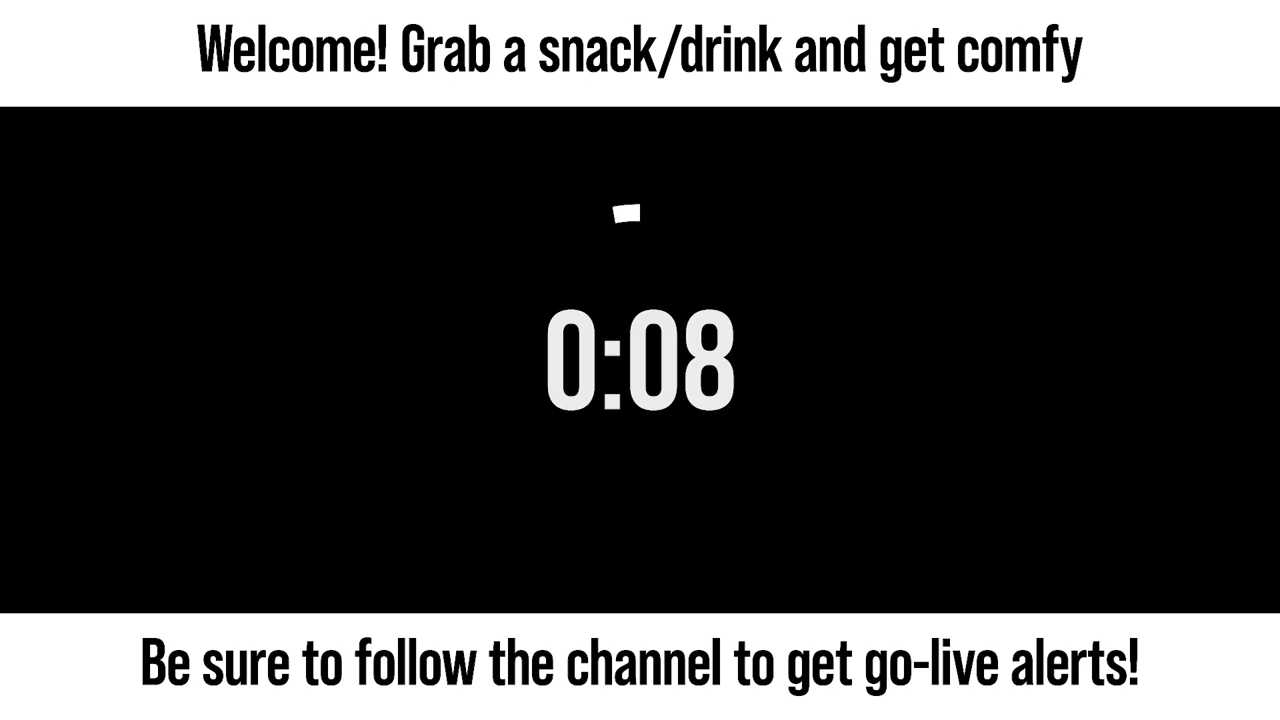 Welcome! Grab a snack/drink and get comfy
0:08
Be sure to follow the channel to get go-live alerts!